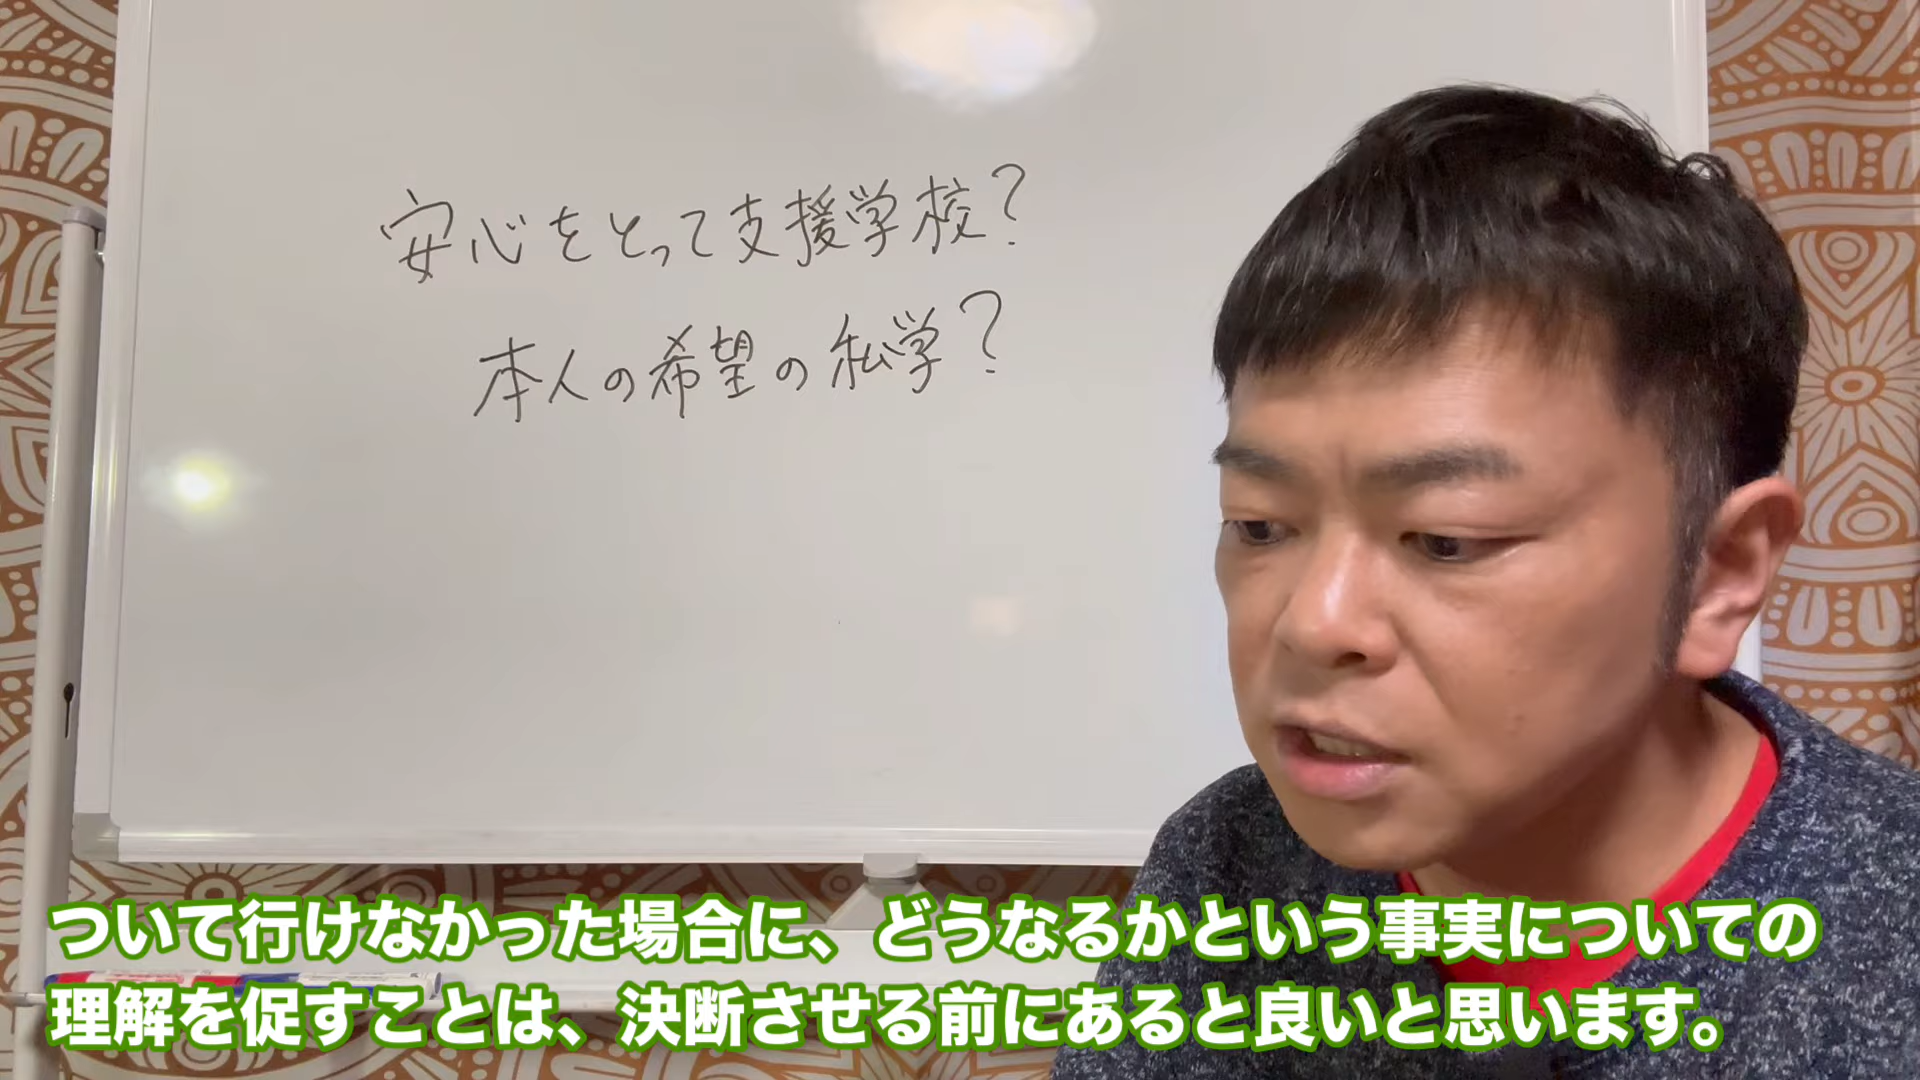 安心をとって支援学校?
本人の希望の私学?
ついて行けなかった場合に、どうなるかという事実についての
理解を促すことは、決断させる前にあると良いと思います。